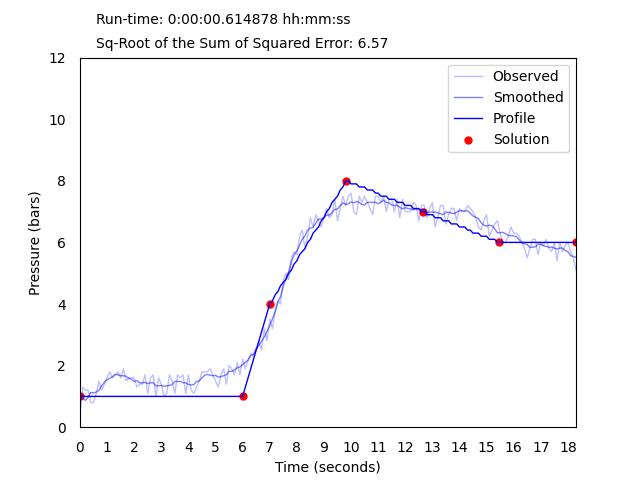 Run-time: 0:00:00.614878 hh:mm:ss
Sq-Root of the Sum of Squared Error: 6.57
12
10
8
6
4
2
0
Pressure (bars)
Observed
Smoothed
Profile
Solution
0 1 2 3 4 5 6 7 8 9 10 11 12 13 14 15 16 17 18
Time (seconds)